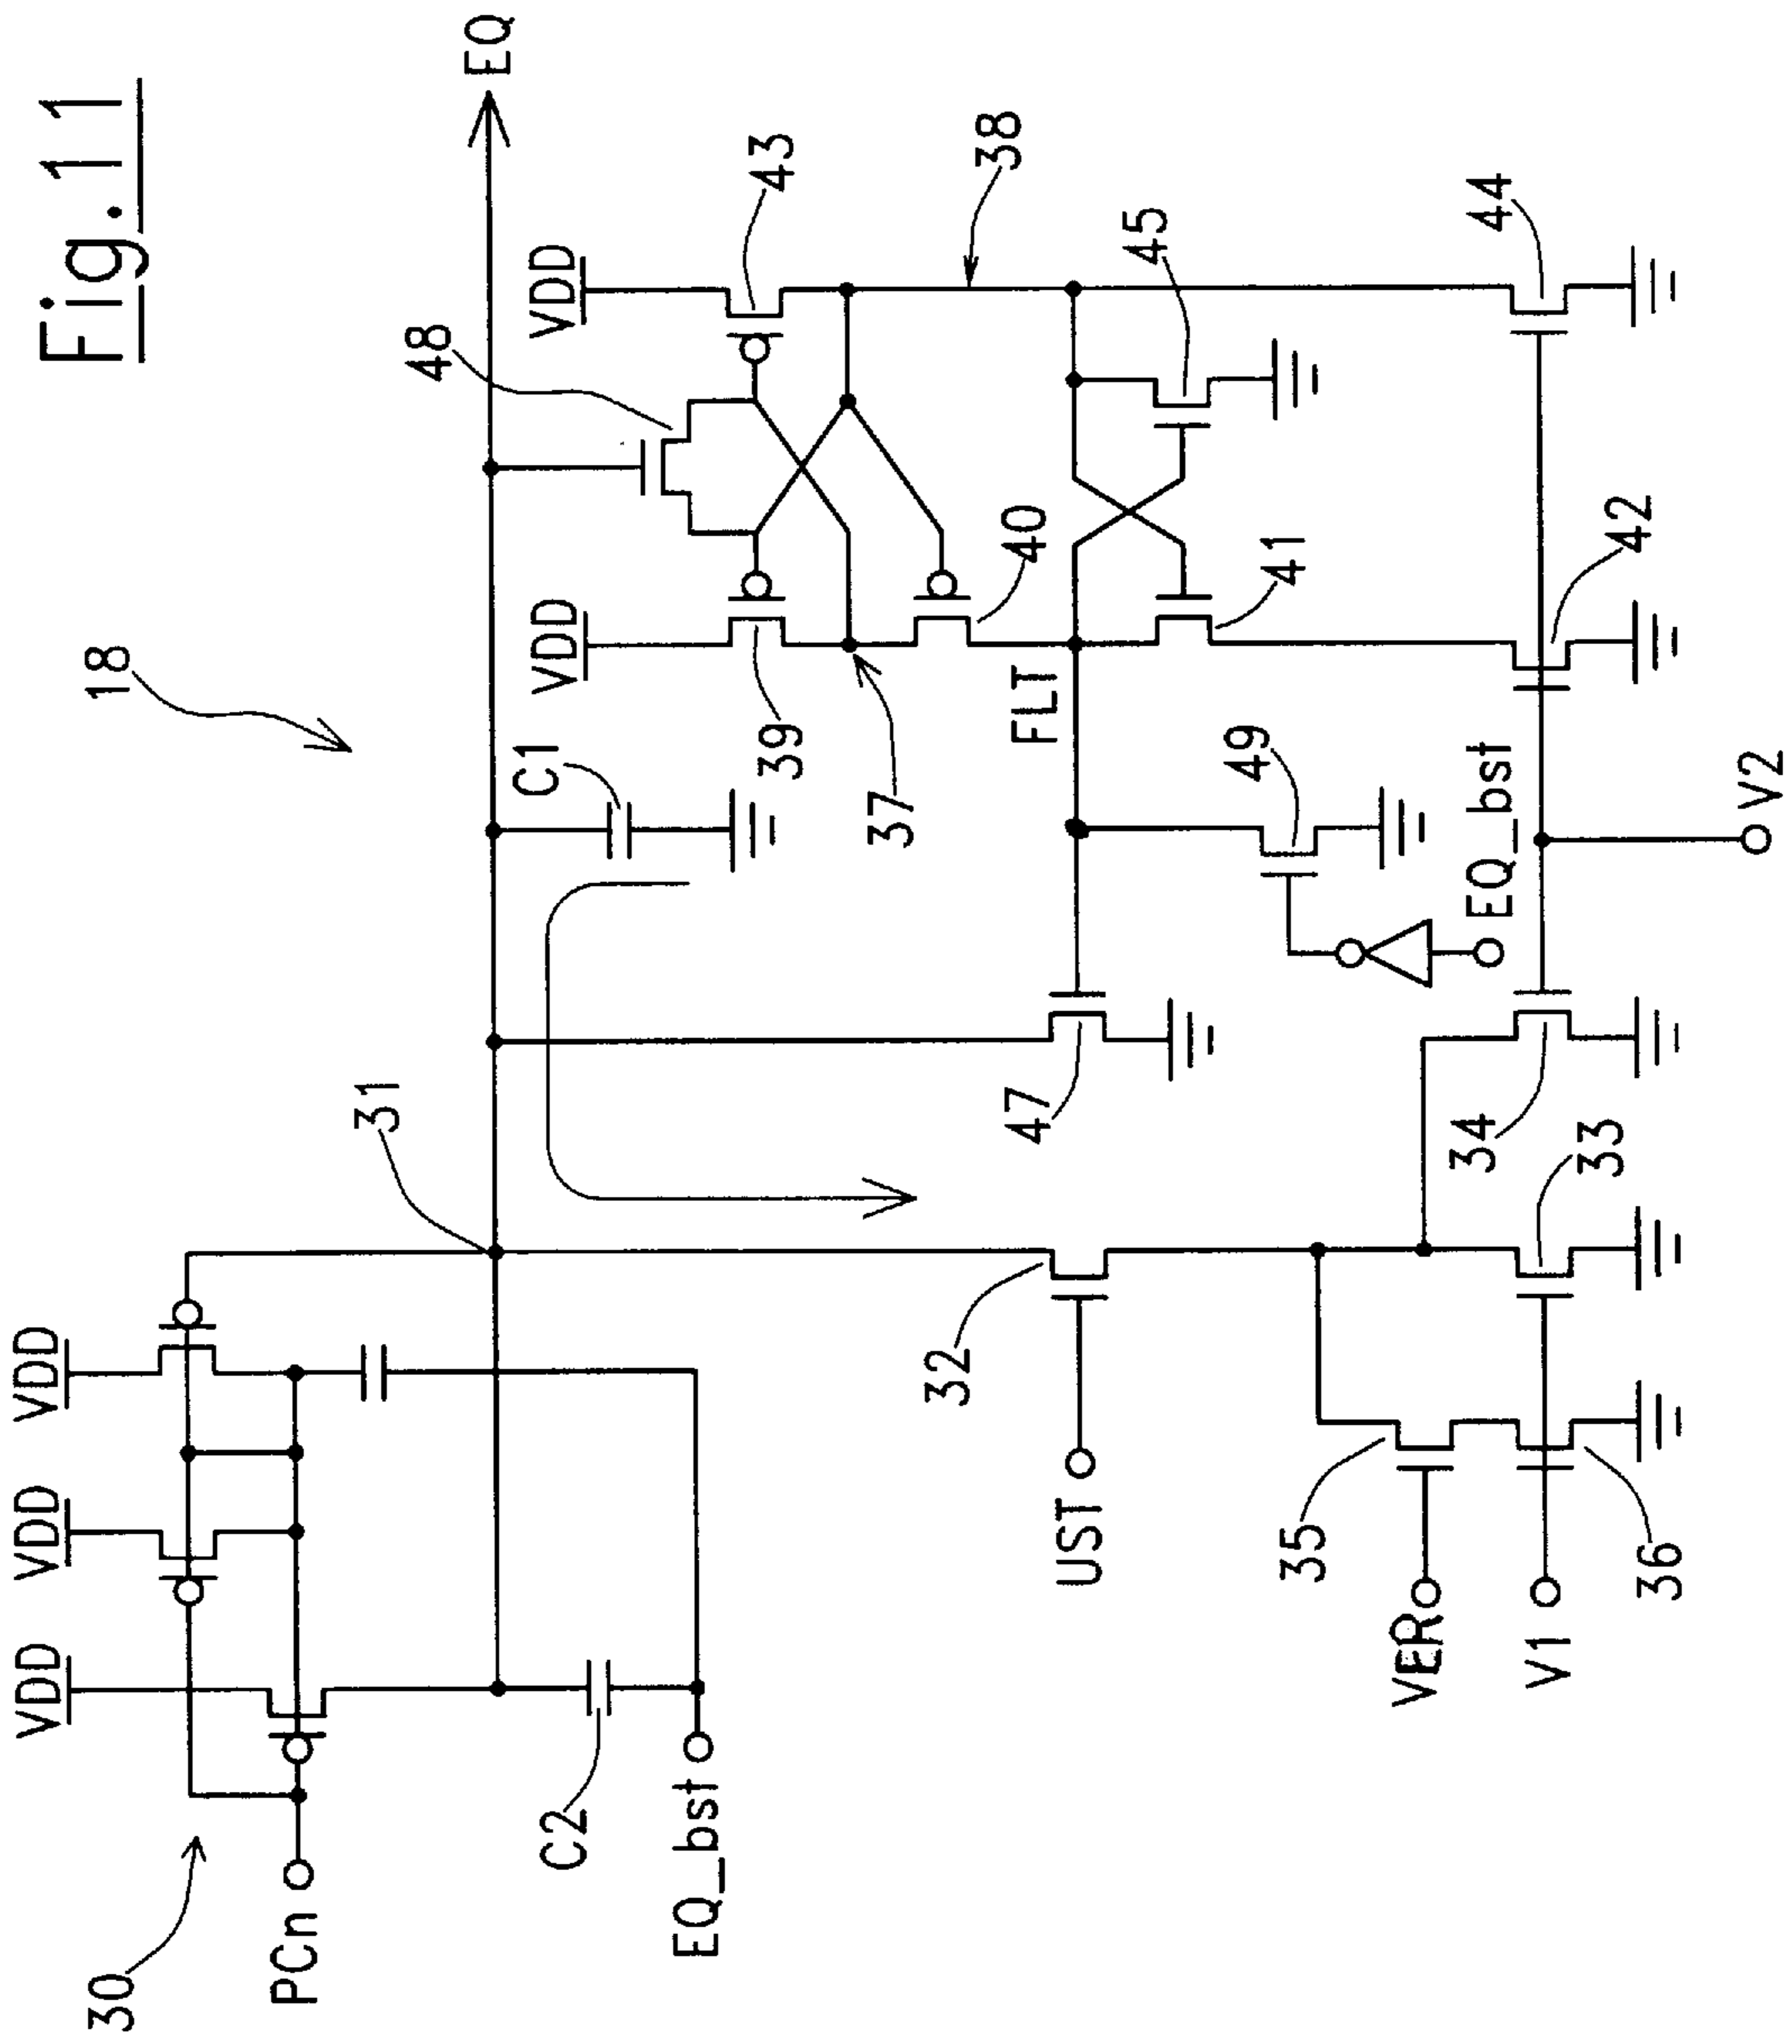 Fig.11
VDD
VDD
VDD
30
18
PCn
31
48
EQ
C1
VDD
VDD
C2
EQ_bst
39
43
37
32
38
47
FLT
40
UST
45
49
41
35
VER
34
EQ_bst
44
V1
33
42
36
V2